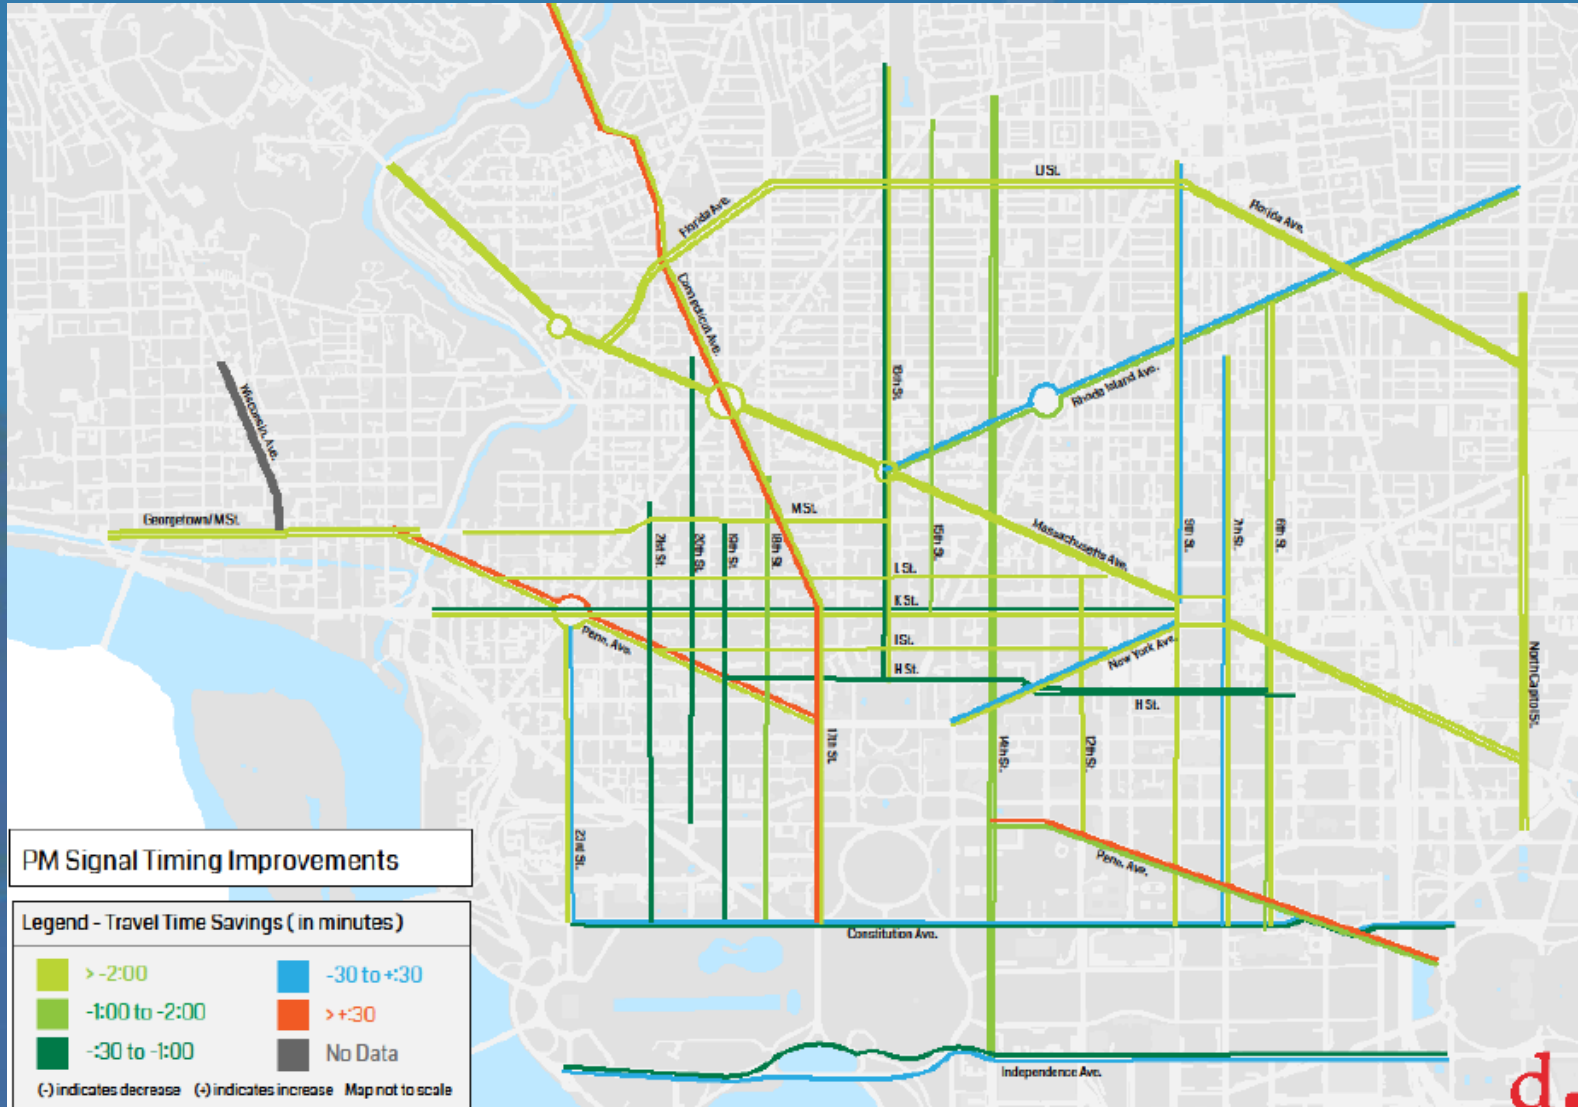 U St.
Florida Ave.
Florida Ave.
Connecticut Ave.
16th St.
Rhode Island Ave.
Wisconsin Ave.
Georgetown/M St.
M St.
21st St.
20th St.
19th St.
18th St.
15th St.
Massachusetts Ave.
9th St.
7th St.
6th St.
L St.
K St.
Penn. Ave.
I St.
New York Ave.
H St.
H St.
North Capitol St.
17th St.
14th St.
12th St.
23rd St.
Penn. Ave.
Constitution Ave.
Independence Ave.
PM Signal Timing Improvements
Legend - Travel Time Savings ( in minutes )
> -2:00
-30 to +:30
-1:00 to -2:00
> +:30
-:30 to -1:00
No Data
(-) indicates decrease (+) indicates increase Map not to scale
d.